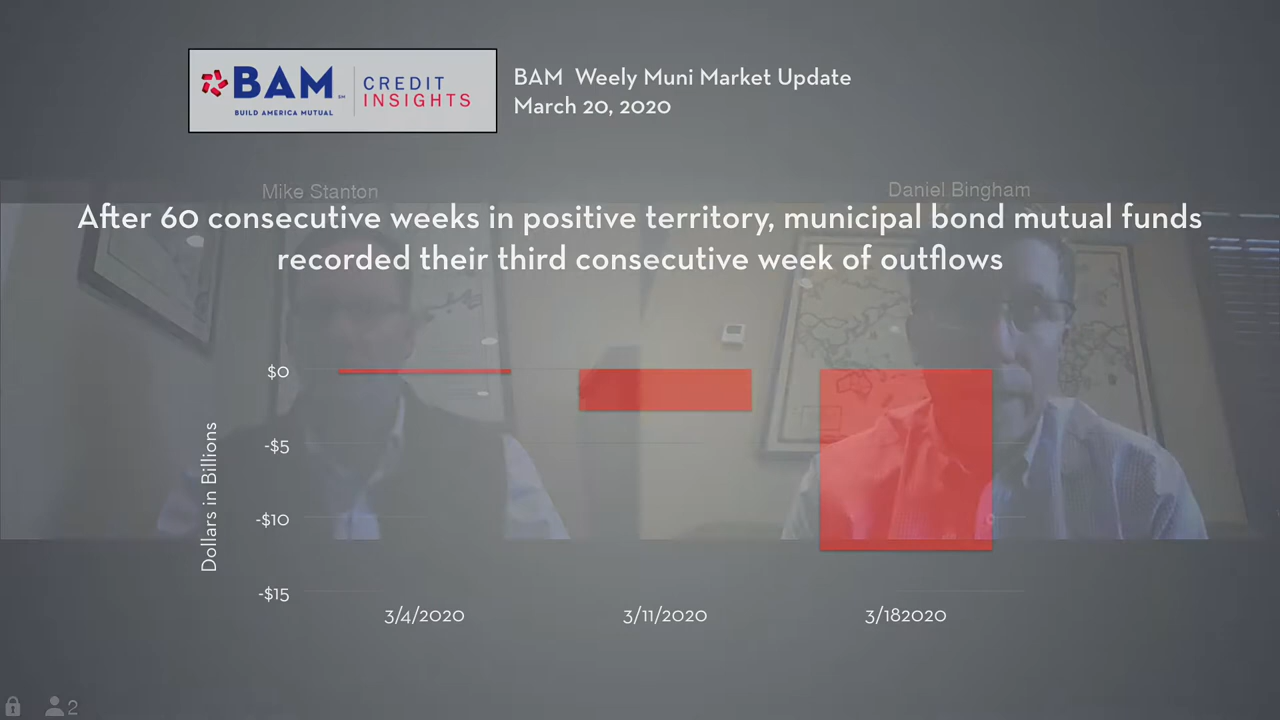 BAM
SM
BUILD AMERICA MUTUAL
CREDIT
INSIGHTS
BAM Weely Muni Market Update
March 20, 2020
Mike Stanton
Daniel Bingham
After 60 consecutive weeks in positive territory, municipal bond mutual funds
recorded their third consecutive week of outflows
Dollars in Billions
$0
-$5
-$10
-$15
3/4/2020
3/11/2020
3/182020
2